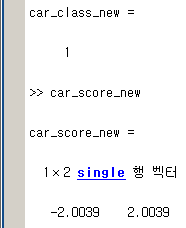 car_class_new =
1
>> car_score_new
car_score_new =
1×2 single 행 벡터
-2.0039 2.0039